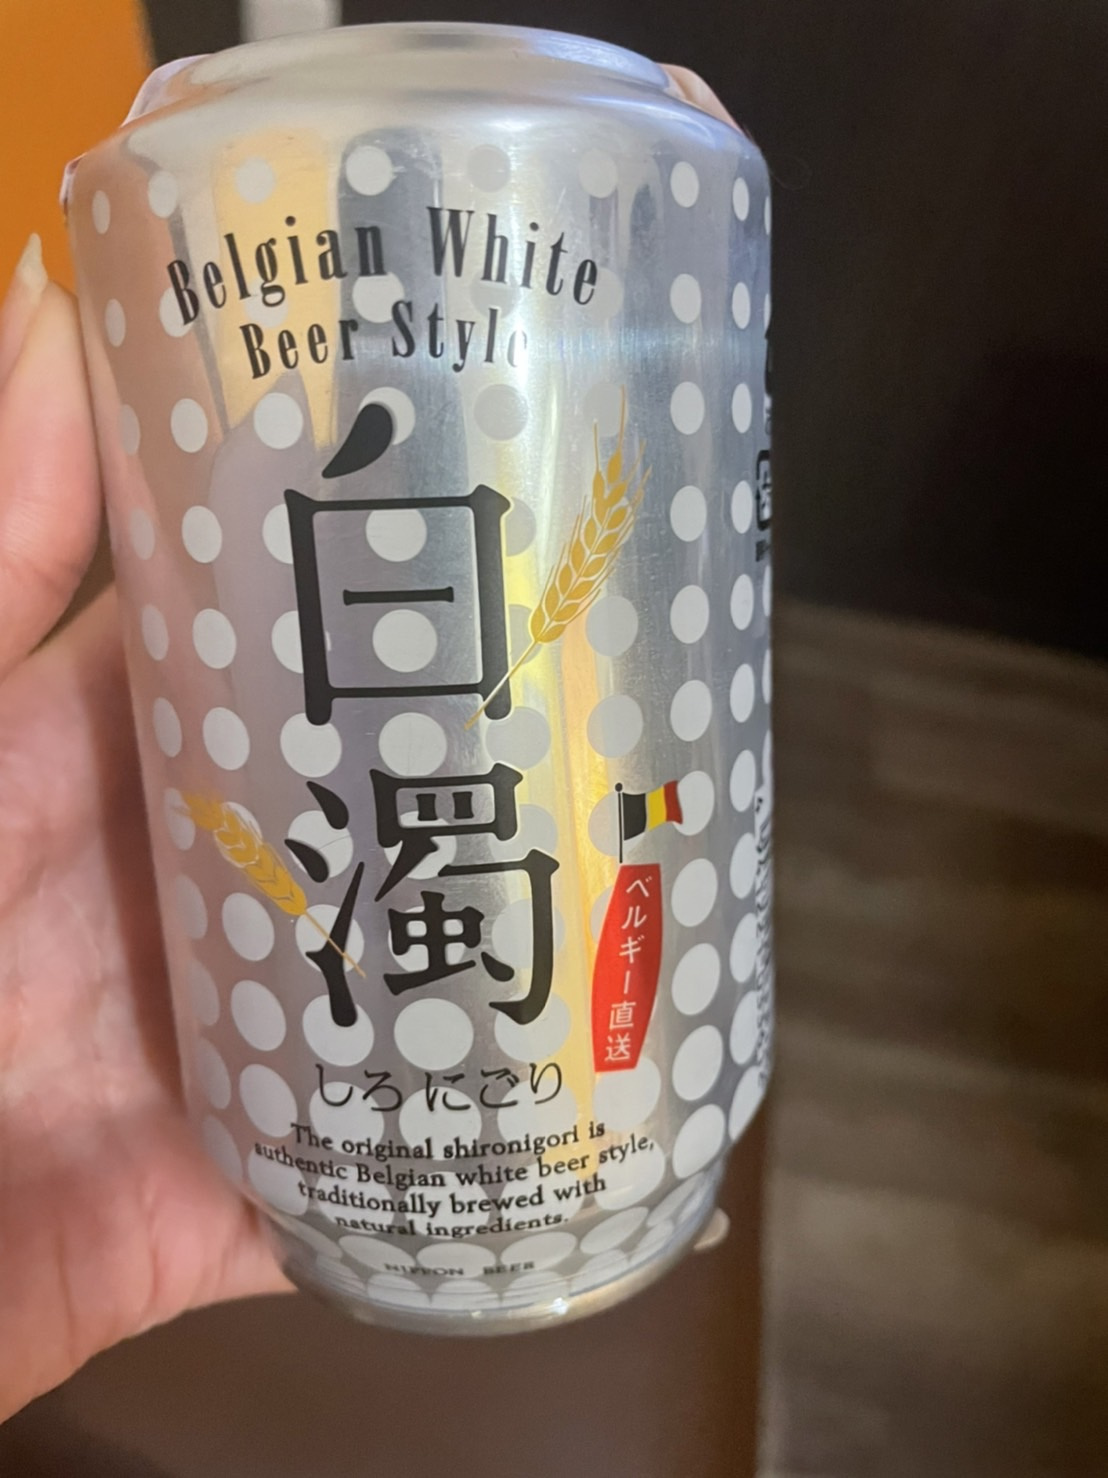 Belgian White
Beer Style
白濁
ベルギー直送
しろ にごり
The original shironigori is
authentic Belgian white beer style,
traditionally brewed with
natural ingredients.
NIPPON BEER